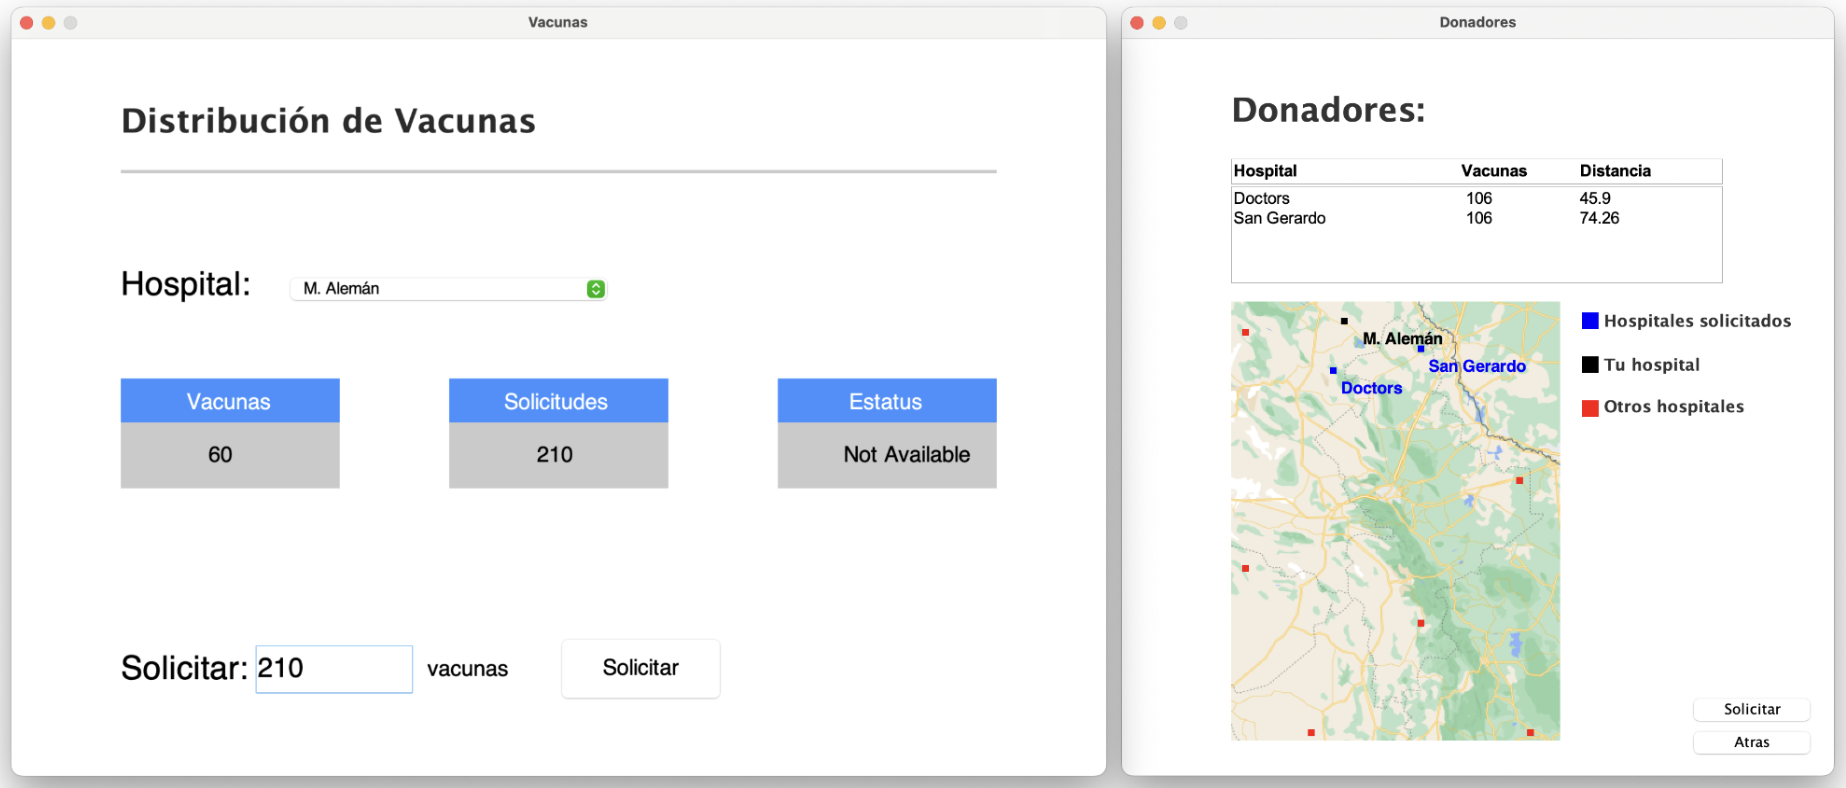 Vacunas
Distribución de Vacunas
Hospital:
M. Alemán
Vacunas
Solicitudes
Estatus
60
210
Not Available
Solicitar:
210
vacunas
Solicitar
Donadores
Donadores:
Hospital Vacunas Distancia
Doctors 106 45.9
San Gerardo 106 74.26
M. Alemán
San Gerardo
Doctors
Hospitales solicitados
Tu hospital
Otros hospitales
Solicitar
Atras